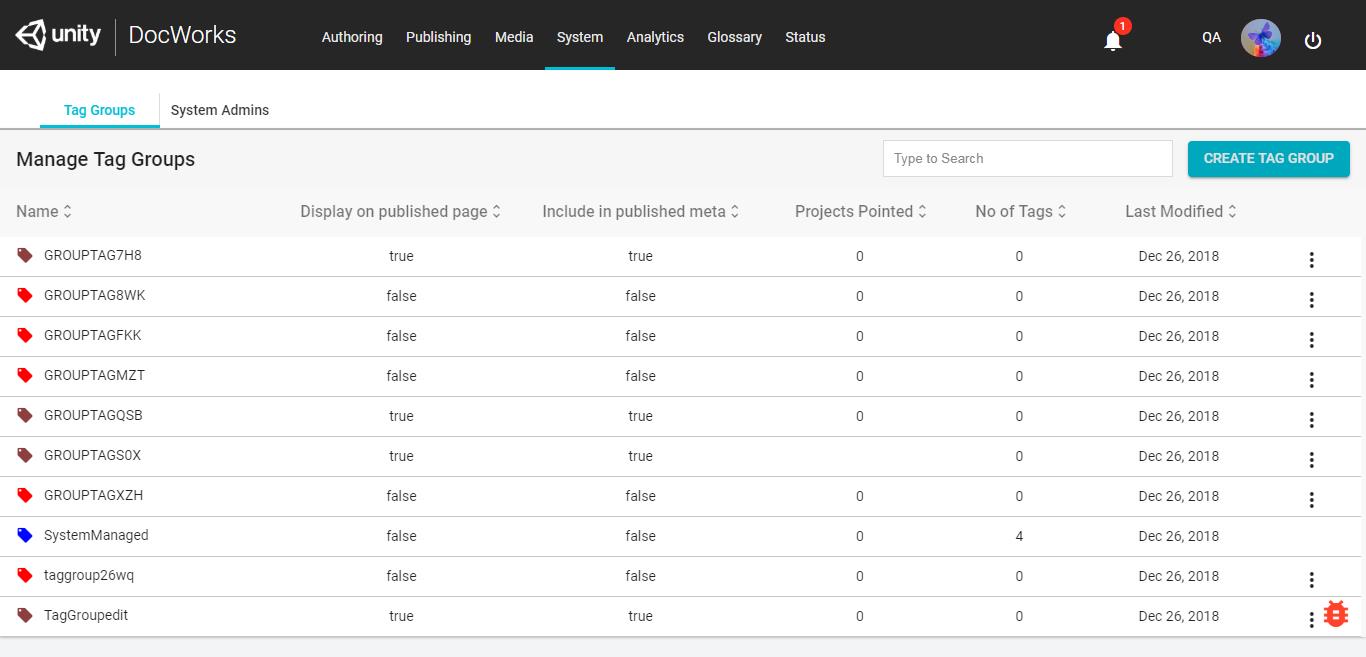 unity DocWorks Authoring Publishing Media System Analytics Glossary Status 1 QA
Tag Groups System Admins
Manage Tag Groups Type to Search CREATE TAG GROUP
Name Display on published page Include in published meta Projects Pointed No of Tags Last Modified
GROUPTAG7H8 true true 0 0 Dec 26, 2018
GROUPTAG8WK false false 0 0 Dec 26, 2018
GROUPTAGFKK false false 0 0 Dec 26, 2018
GROUPTAGMZT false false 0 0 Dec 26, 2018
GROUPTAGQSB true true 0 0 Dec 26, 2018
GROUPTAGS0X true true 0 Dec 26, 2018
GROUPTAGXZH false false 0 0 Dec 26, 2018
SystemManaged false false 0 4 Dec 26, 2018
taggroup26wq false false 0 0 Dec 26, 2018
TagGroupedit true true 0 0 Dec 26, 2018